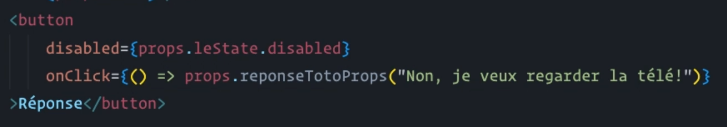 <button
disabled={props.leState.disabled}
onClick={() => props.reponseTotoProps("Non, je veux regarder la télé!")}
>Réponse</button>